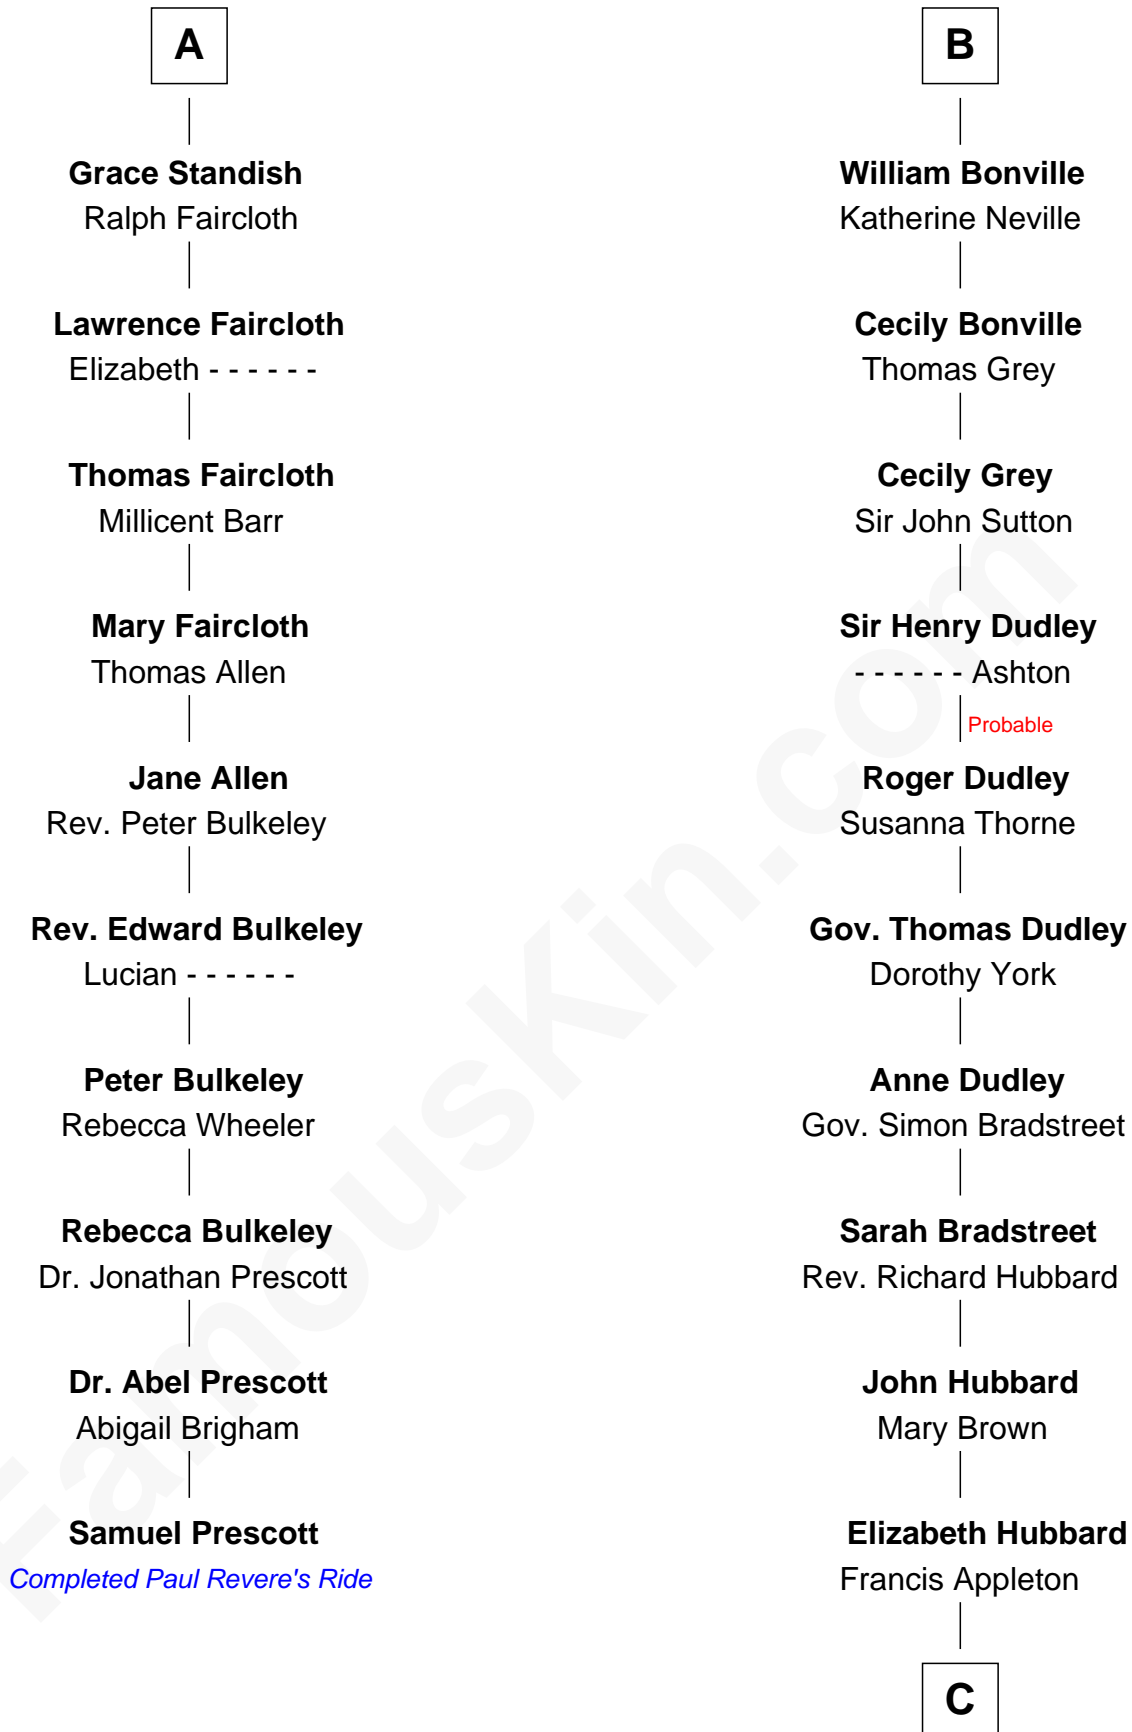 A
Grace Standish
Ralph Faircloth
Lawrence Faircloth
Elizabeth - - - - - -
Thomas Faircloth
Millicent Barr
Mary Faircloth
Thomas Allen
Jane Allen
Rev. Peter Bulkeley
Rev. Edward Bulkeley
Lucian - - - - - -
Peter Bulkeley
Rebecca Wheeler
Rebecca Bulkeley
Dr. Jonathan Prescott
Dr. Abel Prescott
Abigail Brigham
Samuel Prescott
Completed Paul Revere's Ride
B
William Bonville
Katherine Neville
Cecily Bonville
Thomas Grey
Cecily Grey
Sir John Sutton
Sir Henry Dudley
- - - - - - Ashton
Probable
Roger Dudley
Susanna Thorne
Gov. Thomas Dudley
Dorothy York
Anne Dudley
Gov. Simon Bradstreet
Sarah Bradstreet
Rev. Richard Hubbard
John Hubbard
Mary Brown
Elizabeth Hubbard
Francis Appleton
C
FamousKin.com